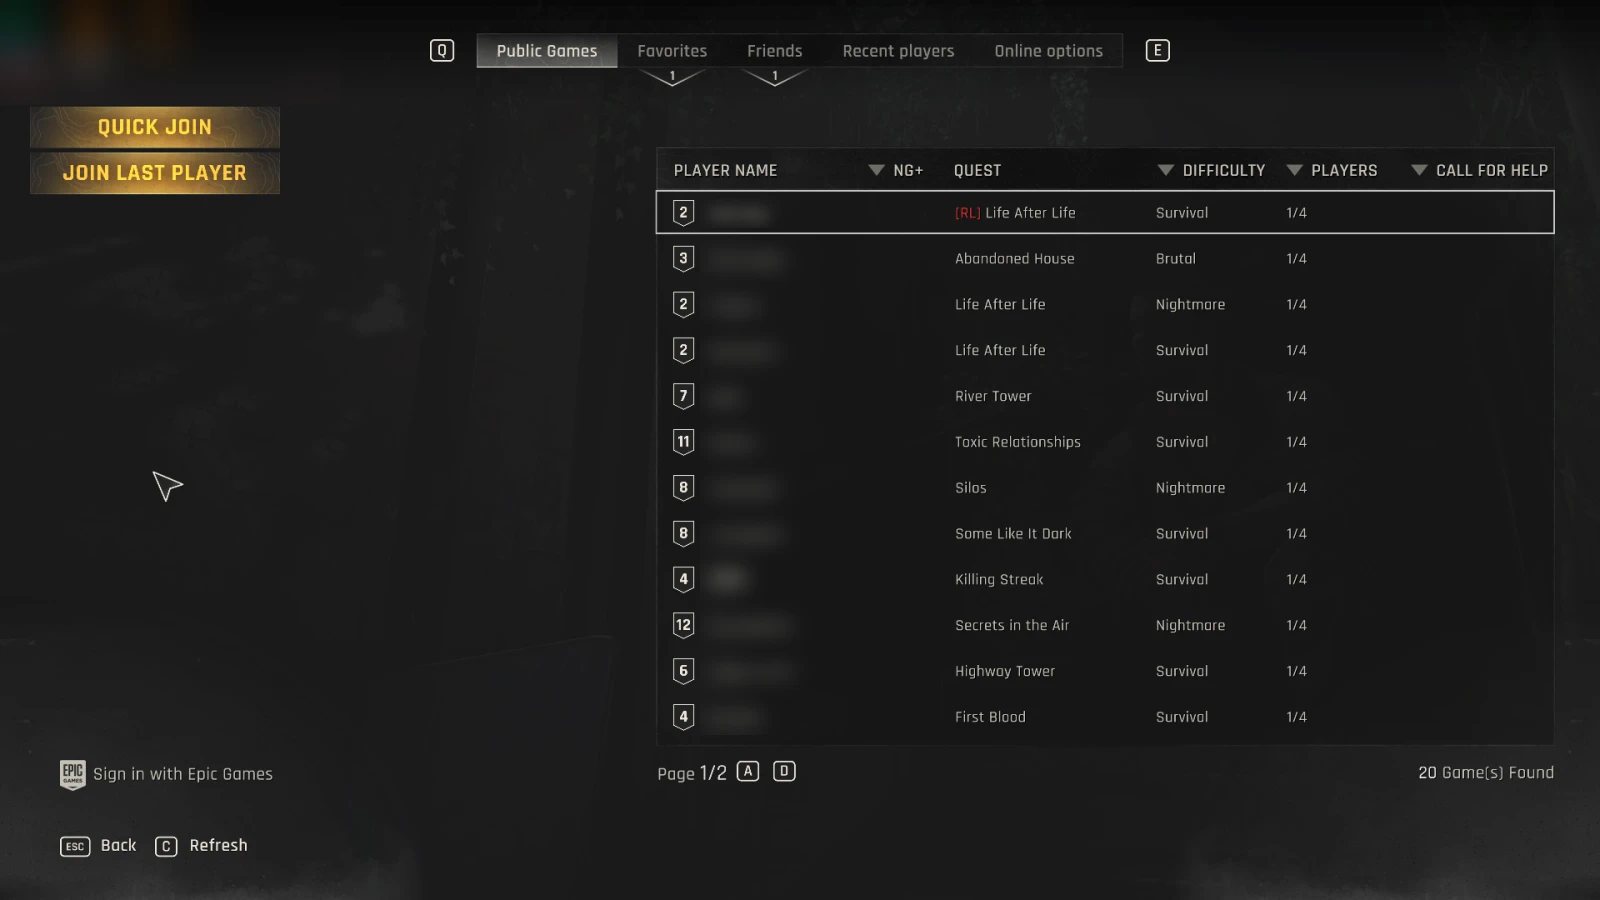 Q Public Games Favorites Friends Recent players Online options E
1 1
QUICK JOIN
JOIN LAST PLAYER
PLAYER NAME NG+ QUEST DIFFICULTY PLAYERS CALL FOR HELP
2 [RL] Life After Life Survival 1/4
3 Abandoned House Brutal 1/4
2 Life After Life Nightmare 1/4
2 Life After Life Survival 1/4
7 River Tower Survival 1/4
11 Toxic Relationships Survival 1/4
8 Silos Nightmare 1/4
8 Some Like It Dark Survival 1/4
4 Killing Streak Survival 1/4
12 Secrets in the Air Nightmare 1/4
6 Highway Tower Survival 1/4
4 First Blood Survival 1/4
EPIC GAMES Sign in with Epic Games
Page 1/2 A D 20 Game(s) Found
ESC Back C Refresh